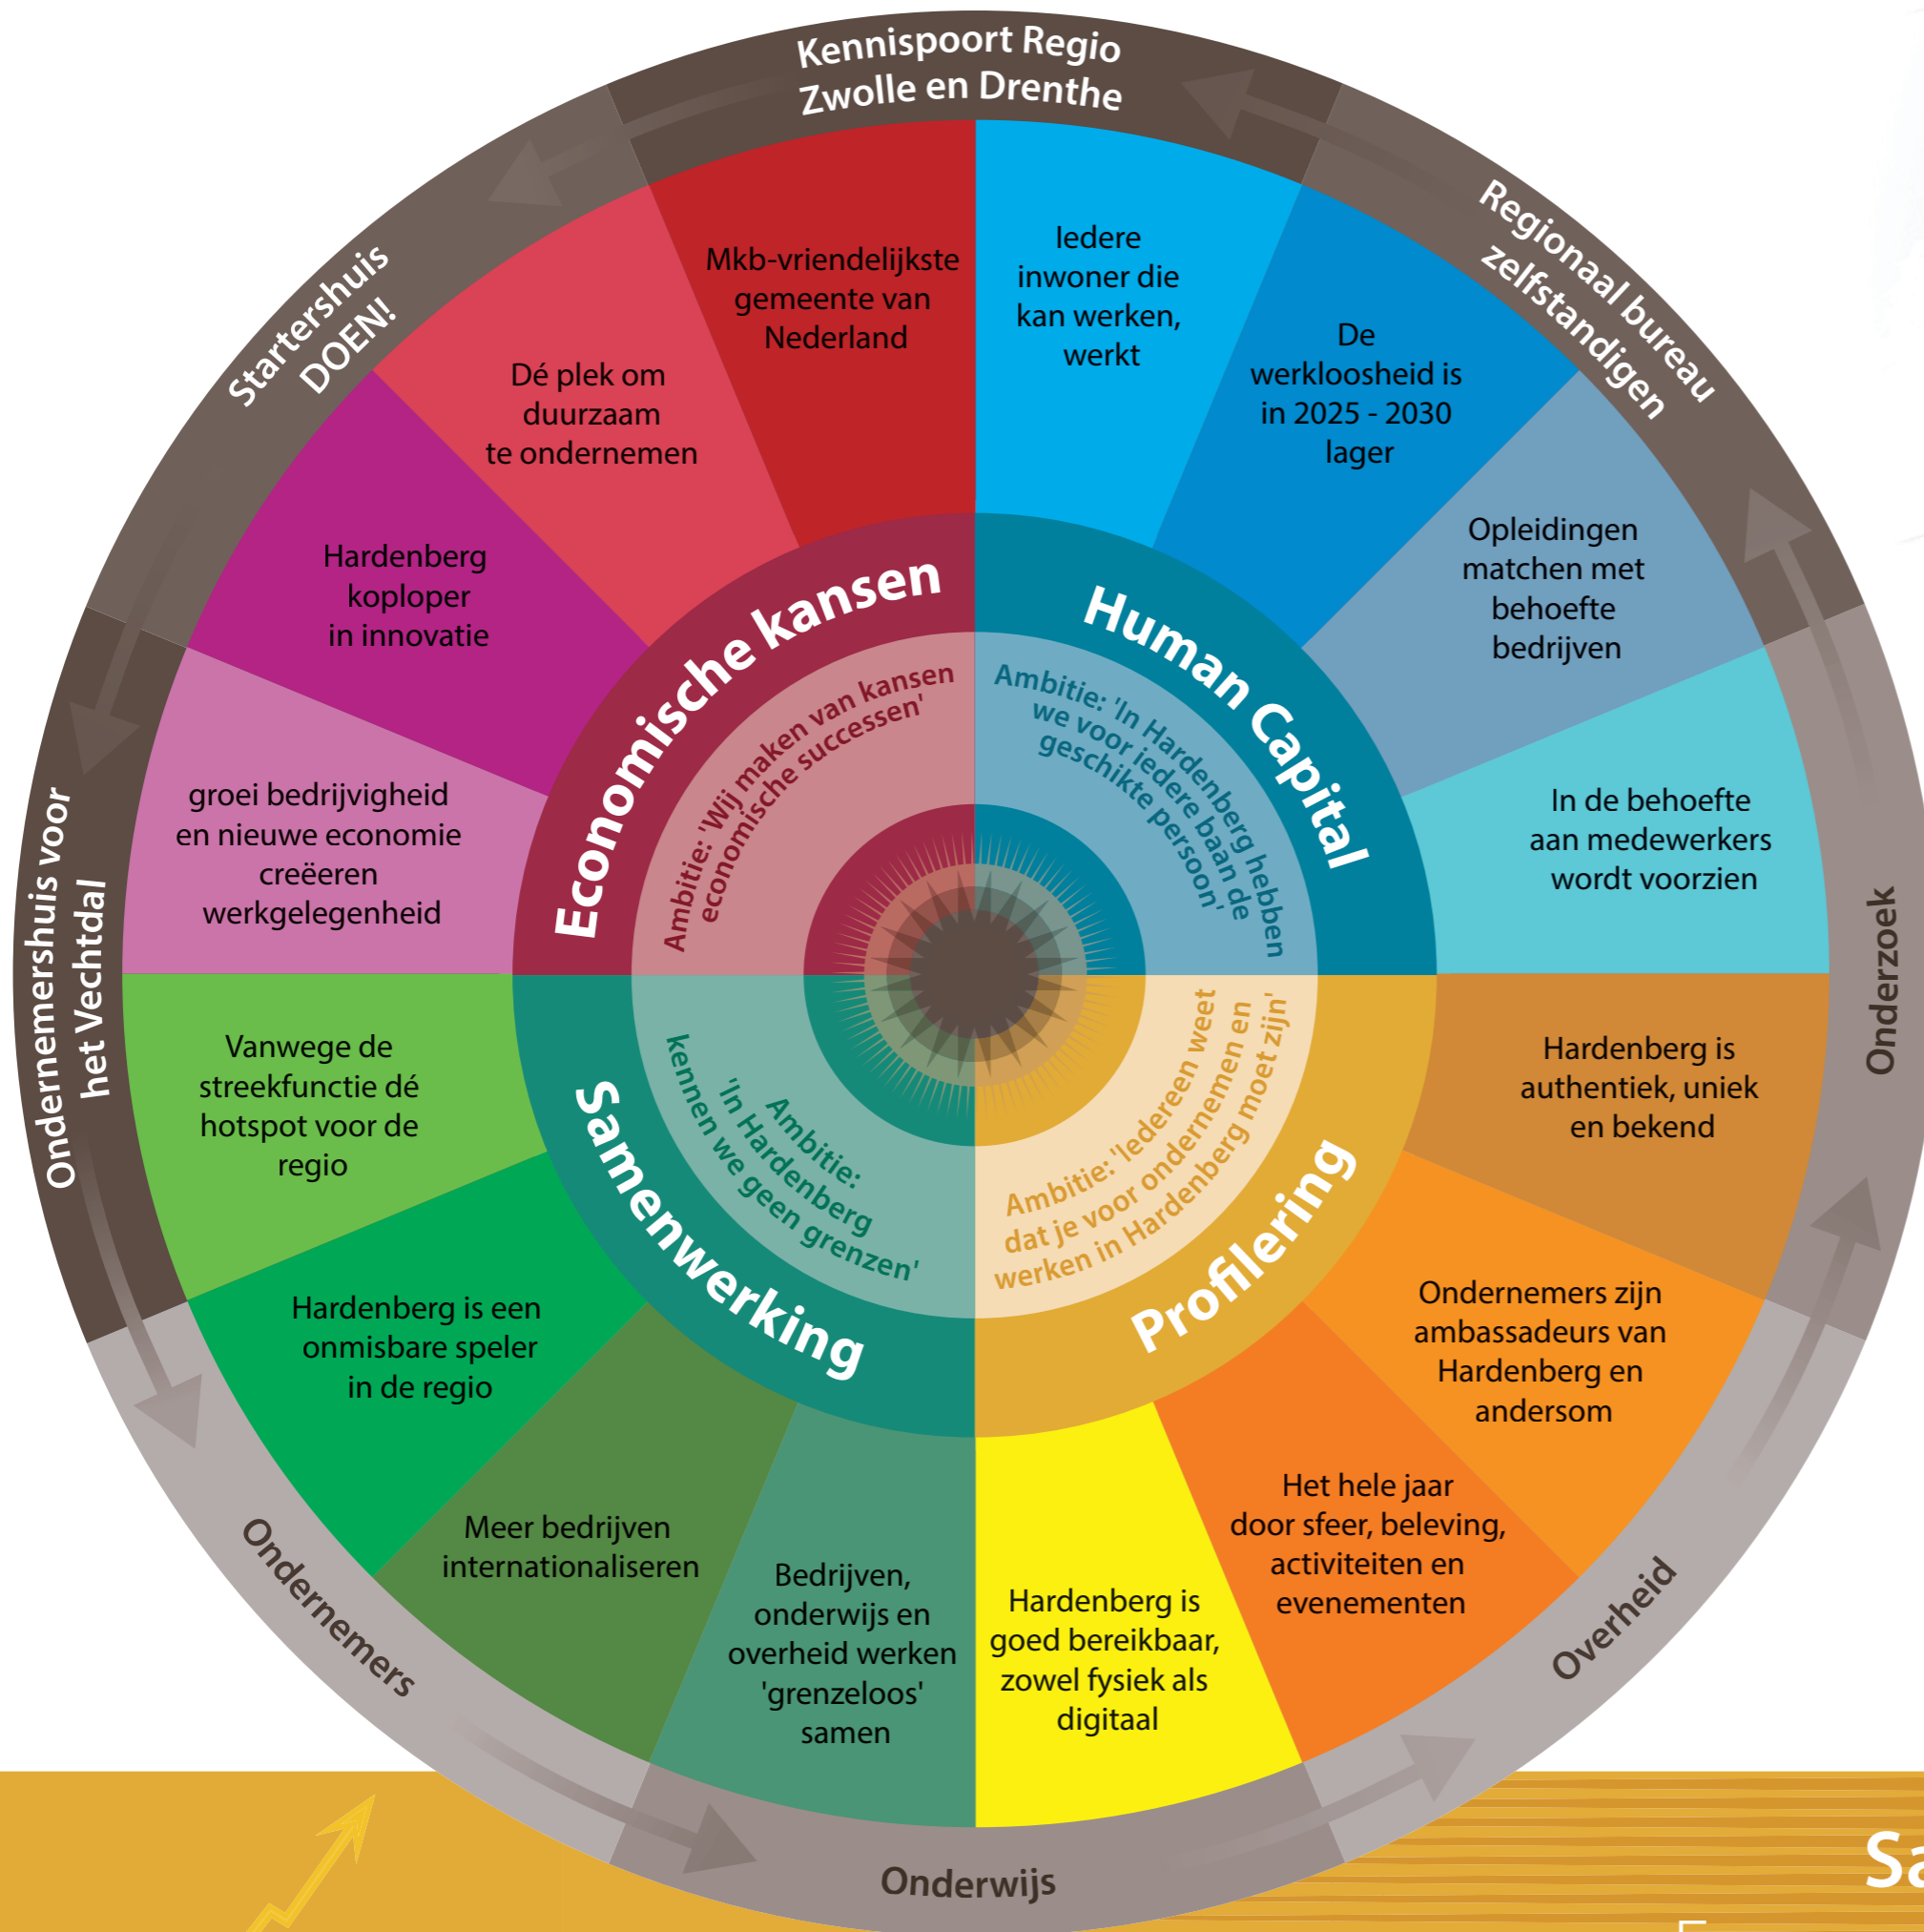 Kennispoort Regio
Zwolle en Drenthe
Regionaal bureau
zelfstandigen
Onderzoek
Overheid
Onderwijs
Ondernemers
Ondernemershuis voor
het Vechtdal
Startershuis
DOEN!
Economische kansen
Ambitie: 'Wij maken van kansen
economische successen'
Mkb-vriendelijkste
gemeente van
Nederland
Dé plek om
duurzaam
te ondernemen
Hardenberg
koploper
in innovatie
groei bedrijvigheid
en nieuwe economie
creëeren
werkgelegenheid
Human Capital
Ambitie: 'In Hardenberg hebben
we voor iedere baan de
geschikte persoon'
Iedere
inwoner die
kan werken,
werkt
De
werkloosheid is
in 2025 - 2030
lager
Opleidingen
matchen met
behoefte
bedrijven
In de behoefte
aan medewerkers
wordt voorzien
Profilering
Ambitie: 'Iedereen weet
dat je voor ondernemen en
werken in Hardenberg moet zijn'
Hardenberg is
authentiek, uniek
en bekend
Ondernemers zijn
ambassadeurs van
Hardenberg en
andersom
Het hele jaar
door sfeer, beleving,
activiteiten en
evenementen
Hardenberg is
goed bereikbaar,
zowel fysiek als
digitaal
Samenwerking
Ambitie:
'In Hardenberg
kennen we geen grenzen'
Vanwege de
streekfunctie dé
hotspot voor de
regio
Hardenberg is een
onmisbare speler
in de regio
Meer bedrijven
internationaliseren
Bedrijven,
onderwijs en
overheid werken
'grenzeloos'
samen